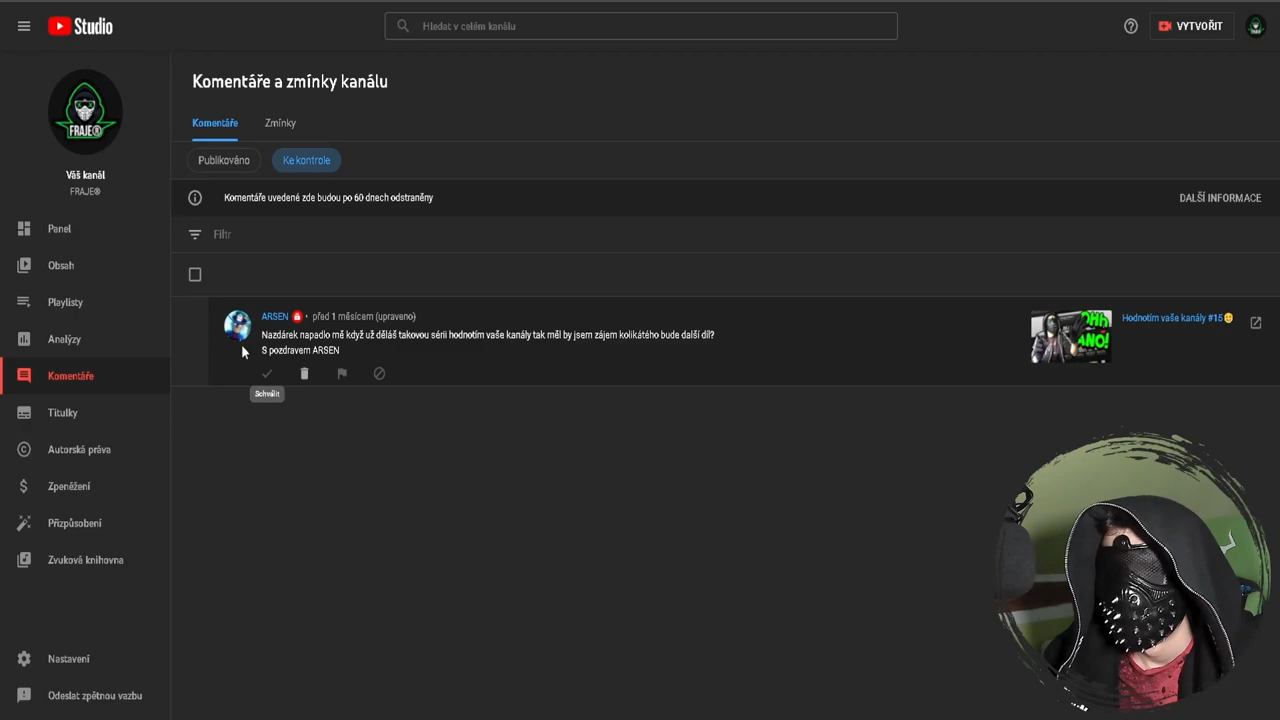 Studio
Hledat v celém kanálu
VYTVOŘIT
FRAJE®
Váš kanál
FRAJE®
Panel
Obsah
Playlisty
Analýzy
Komentáře
Titulky
Autorská práva
Zpeněžení
Přizpůsobení
Zvuková knihovna
Nastavení
Odeslat zpětnou vazbu
Komentáře a zmínky kanálu
Komentáře
Zmínky
Publikováno
Ke kontrole
Komentáře uvedené zde budou po 60 dnech odstraněny
DALŠÍ INFORMACE
Filtr
ARSEN • před 1 měsícem (upraveno)
Nazdárek napadlo mě když už děláš takovou sérii hodnotím vaše kanály tak měl by jsem zájem kolikátého bude další díl?
S pozdravem ARSEN
Schválit
Hodnotím vaše kanály #15😊